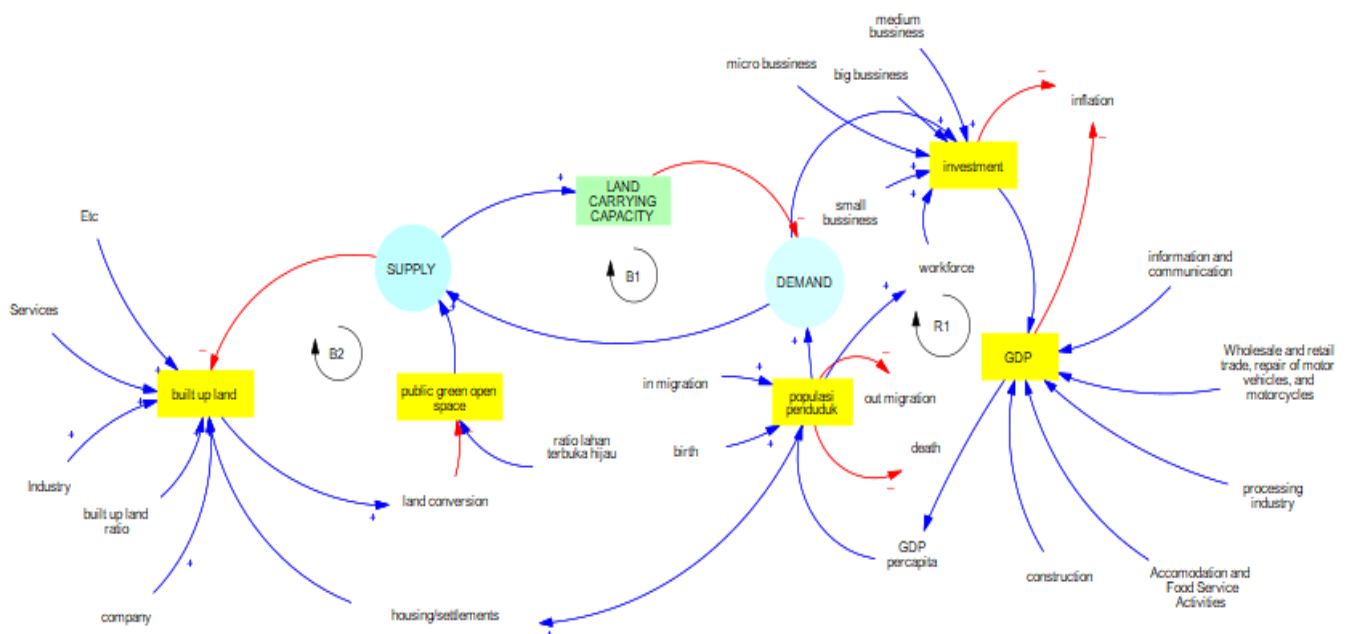 medium
bussiness
micro bussiness
big bussiness
inflation
investment
LAND
CARRYING
CAPACITY
small
bussiness
Etc
SUPPLY
B1
DEMAND
workforce
information and
communication
Services
B2
R1
GDP
Wholesale and retail
trade, repair of motor
vehicles, and
motorcycles
built up land
public green open
space
in migration
populasi
penduduk
out migration
ratio lahan
terbuka hijau
birth
death
Industry
land conversion
processing
industry
built up land
ratio
GDP
percapita
construction
Accomodation and
Food Service
Activities
company
housing/settlements